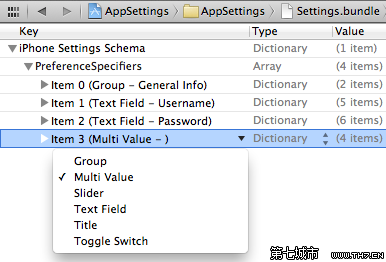 AppSettings AppSettings Settings.bundle
Key Type Value
iPhone Settings Schema Dictionary (1 item)
PreferenceSpecifiers Array (4 items)
Item 0 (Group – General Info) Dictionary (2 items)
Item 1 (Text Field – Username) Dictionary (5 items)
Item 2 (Text Field – Password) Dictionary (6 items)
Item 3 (Multi Value – ) Dictionary (4 items)
Group
Multi Value
Slider
Text Field
Title
Toggle Switch
第七城市 www.TH7.CN